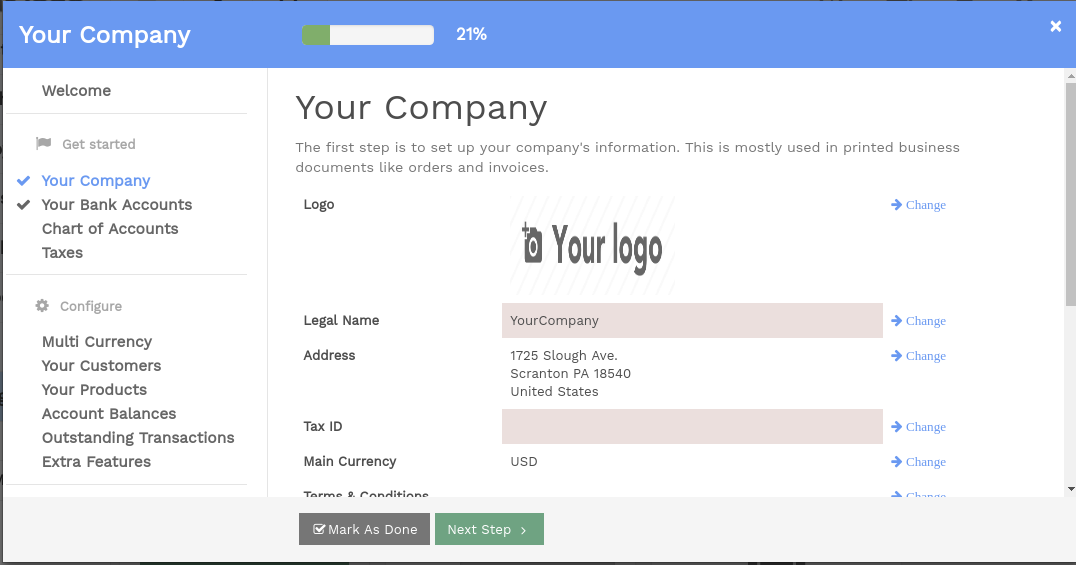 Your Company
21%
×
Welcome
Get started
Your Company
Your Bank Accounts
Chart of Accounts
Taxes
Configure
Multi Currency
Your Customers
Your Products
Account Balances
Outstanding Transactions
Extra Features
Your Company
The first step is to set up your company's information. This is mostly used in printed business
documents like orders and invoices.
Logo
Your logo
Change
Legal Name
YourCompany
Change
Address
1725 Slough Ave.
Scranton PA 18540
United States
Change
Tax ID
Change
Main Currency
USD
Change
Terms & Conditions
Change
Mark As Done
Next Step